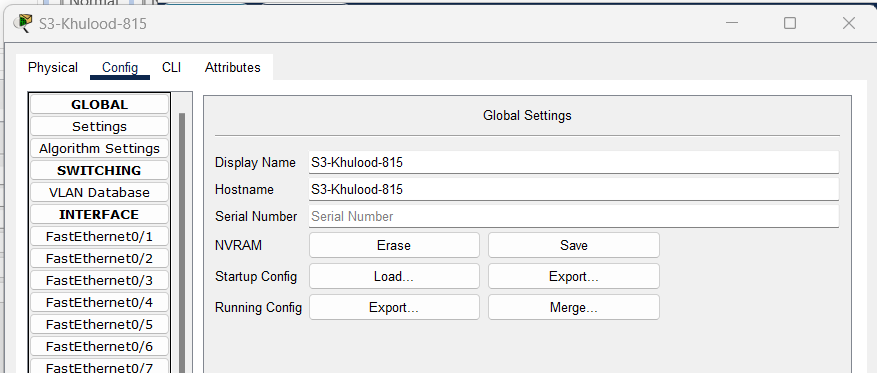 Normal
S3-Khulood-815
Physical Config CLI Attributes
GLOBAL
Settings
Algorithm Settings
SWITCHING
VLAN Database
INTERFACE
FastEthernet0/1
FastEthernet0/2
FastEthernet0/3
FastEthernet0/4
FastEthernet0/5
FastEthernet0/6
FastEthernet0/7
Global Settings
Display Name S3-Khulood-815
Hostname S3-Khulood-815
Serial Number Serial Number
NVRAM Erase Save
Startup Config Load... Export...
Running Config Export... Merge...